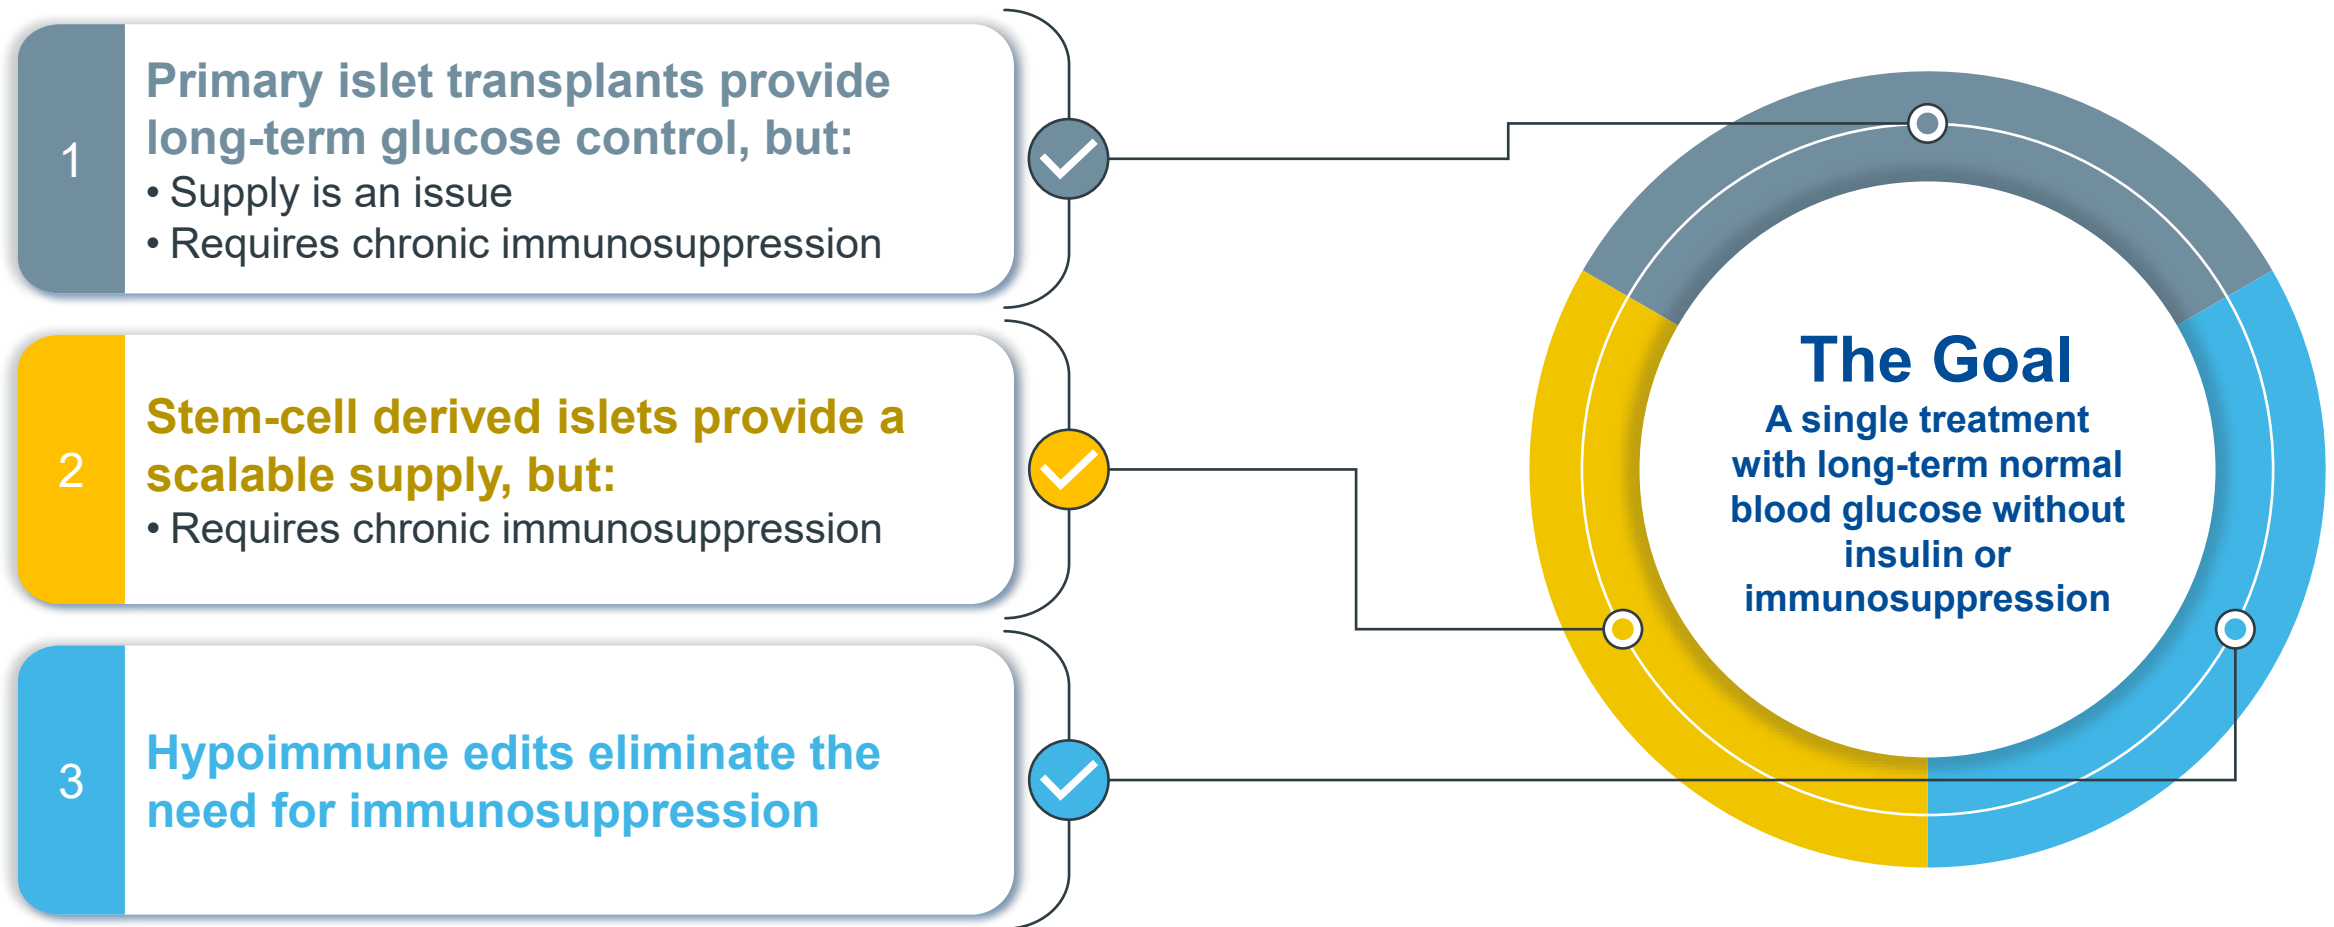 1
Primary islet transplants provide
long-term glucose control, but:
• Supply is an issue
• Requires chronic immunosuppression
2
Stem-cell derived islets provide a
scalable supply, but:
• Requires chronic immunosuppression
3
Hypoimmune edits eliminate the
need for immunosuppression
The Goal
A single treatment
with long-term normal
blood glucose without
insulin or
immunosuppression